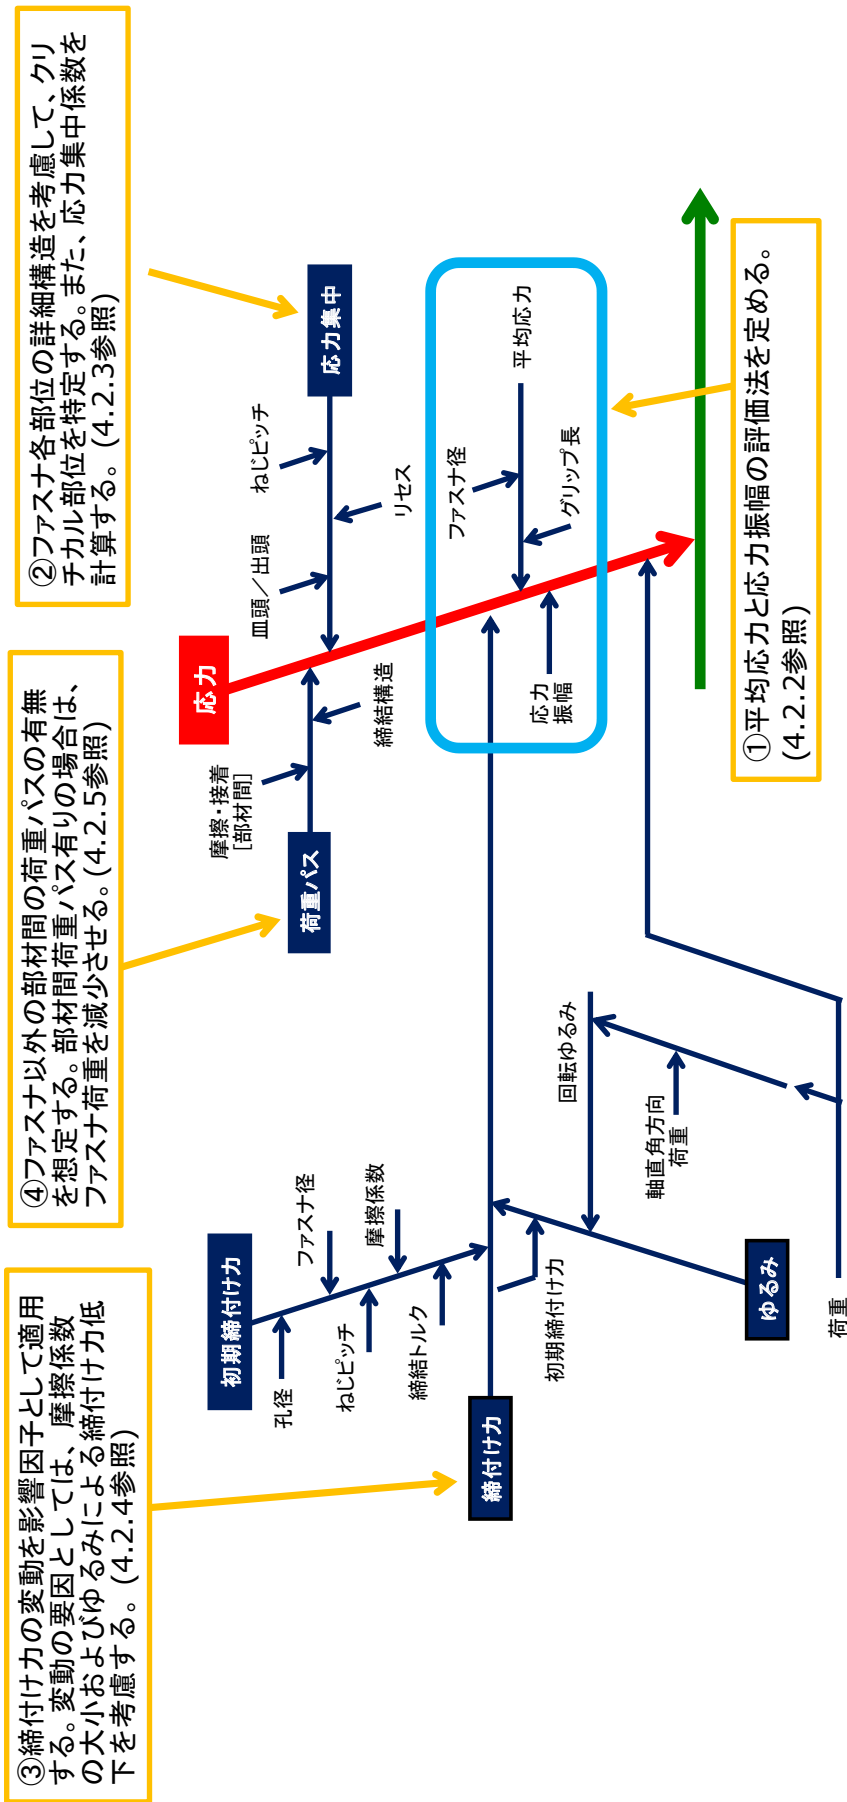 ③締付け力の変動を影響因子として適用
する。変動の要因としては、摩擦係数
の大小およびゆるみによる締付け力低
下を考慮する。(4.2.4参照)
④ファスナ以外の部材間の荷重パスの有無
を想定する。部材間荷重パス有りの場合は、
ファスナ荷重を減少させる。(4.2.5参照)
②ファスナ各部位の詳細構造を考慮して、クリ
チカル部位を特定する。また、応力集中係数を
計算する。(4.2.3参照)
応力
初期締付け力
孔径
ファスナ径
ねじピッチ
摩擦係数
締結トルク
荷重パス
摩擦・接着
[部材間]
締結構造
応力集中
皿頭／出頭
ねじピッチ
リセス
締付け力
初期締付け力
ゆるみ
回転ゆるみ
軸直角方向
荷重
荷重
応力
振幅
ファスナ径
平均応力
グリップ長
①平均応力と応力振幅の評価法を定める。
(4.2.2参照)